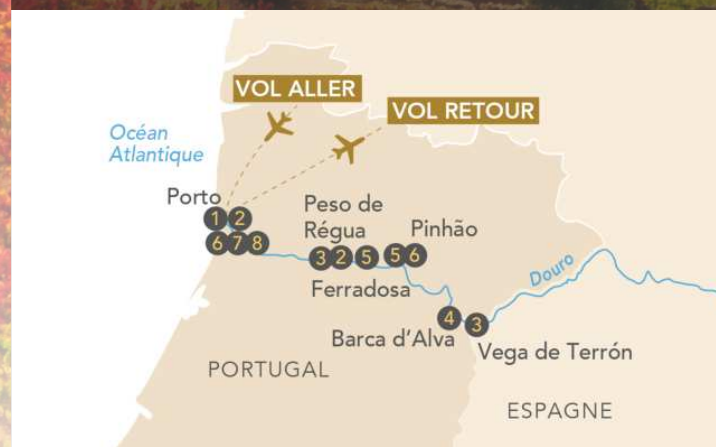 VOL ALLER
VOL RETOUR
Océan
Atlantique
Porto
1 2
6 7 8
Peso de
Régua
3 2 5
Pinhão
5 6
Ferradosa
Douro
4
3
Barca d'Alva
Vega de Terrón
PORTUGAL
ESPAGNE